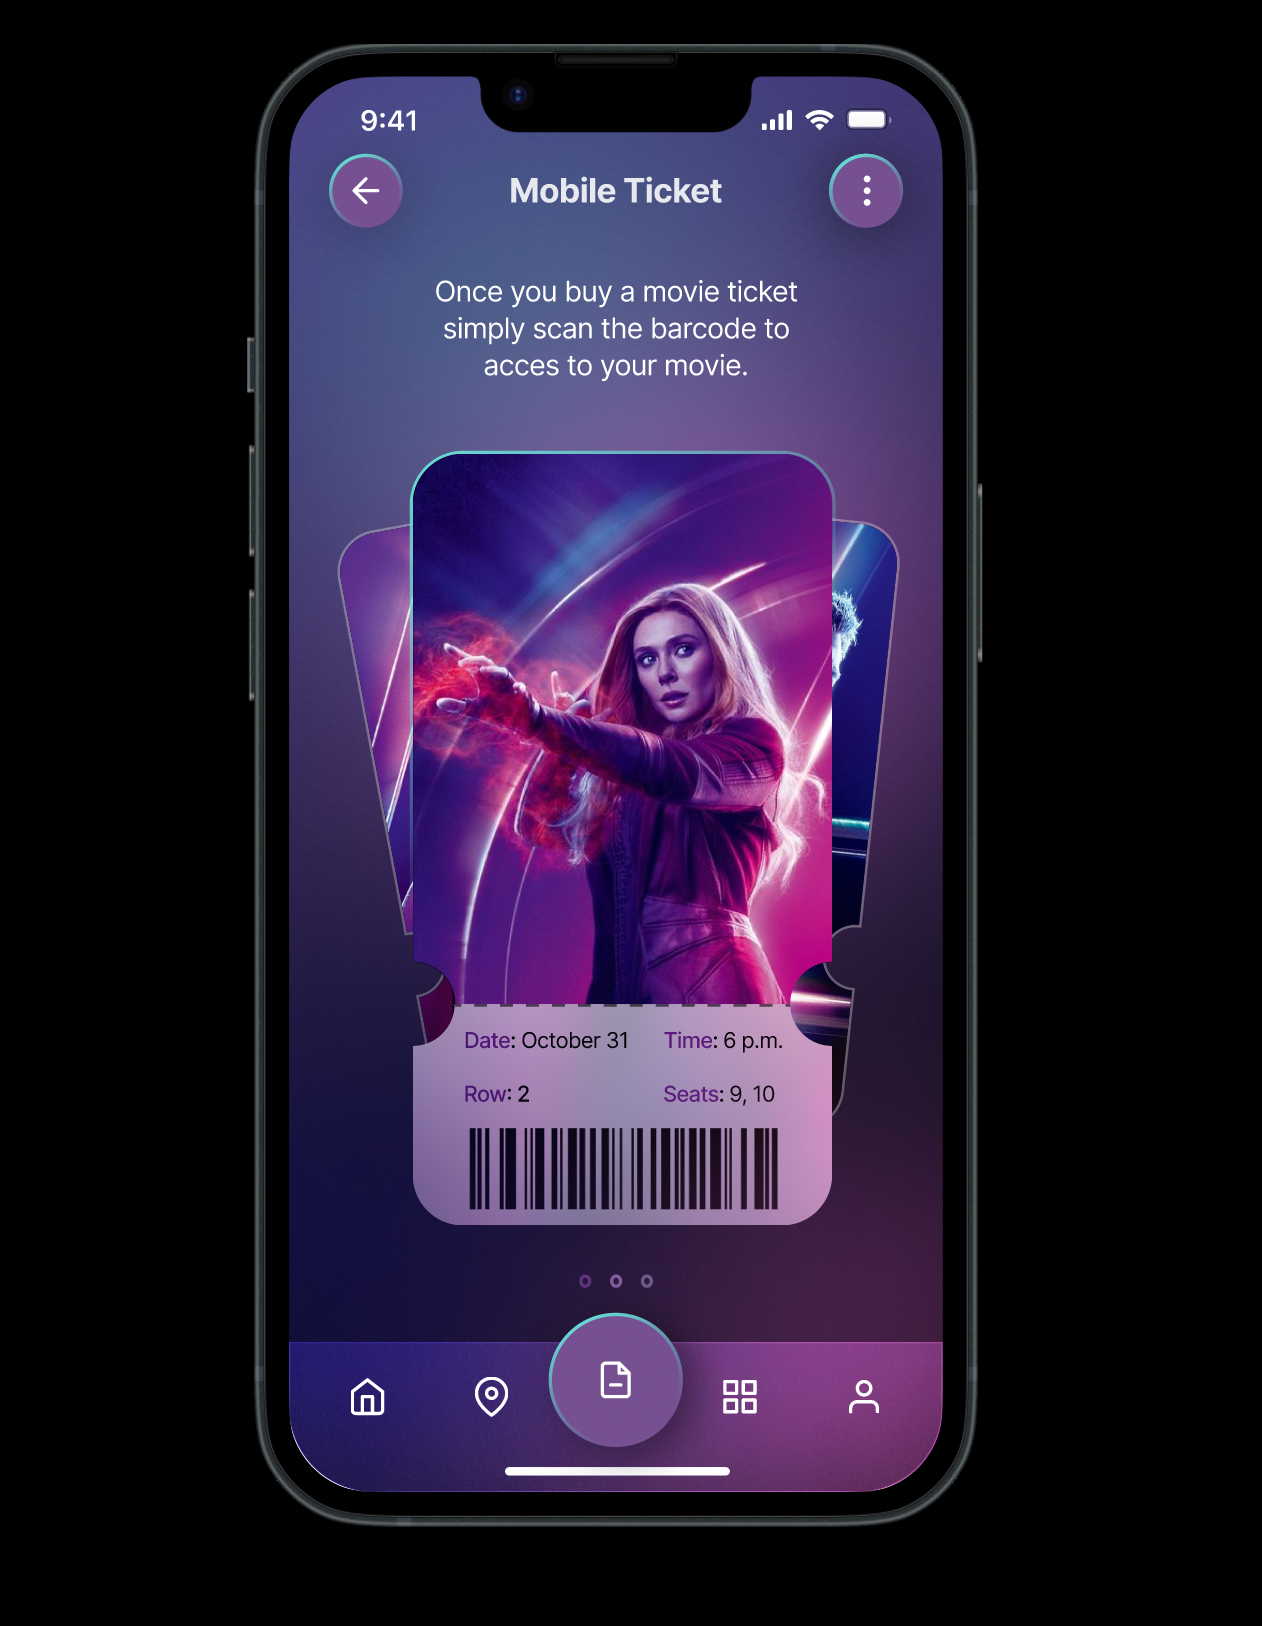 9:41
Mobile Ticket
Once you buy a movie ticket
simply scan the barcode to
acces to your movie.
Date: October 31 Time: 6 p.m.
Row: 2 Seats: 9, 10